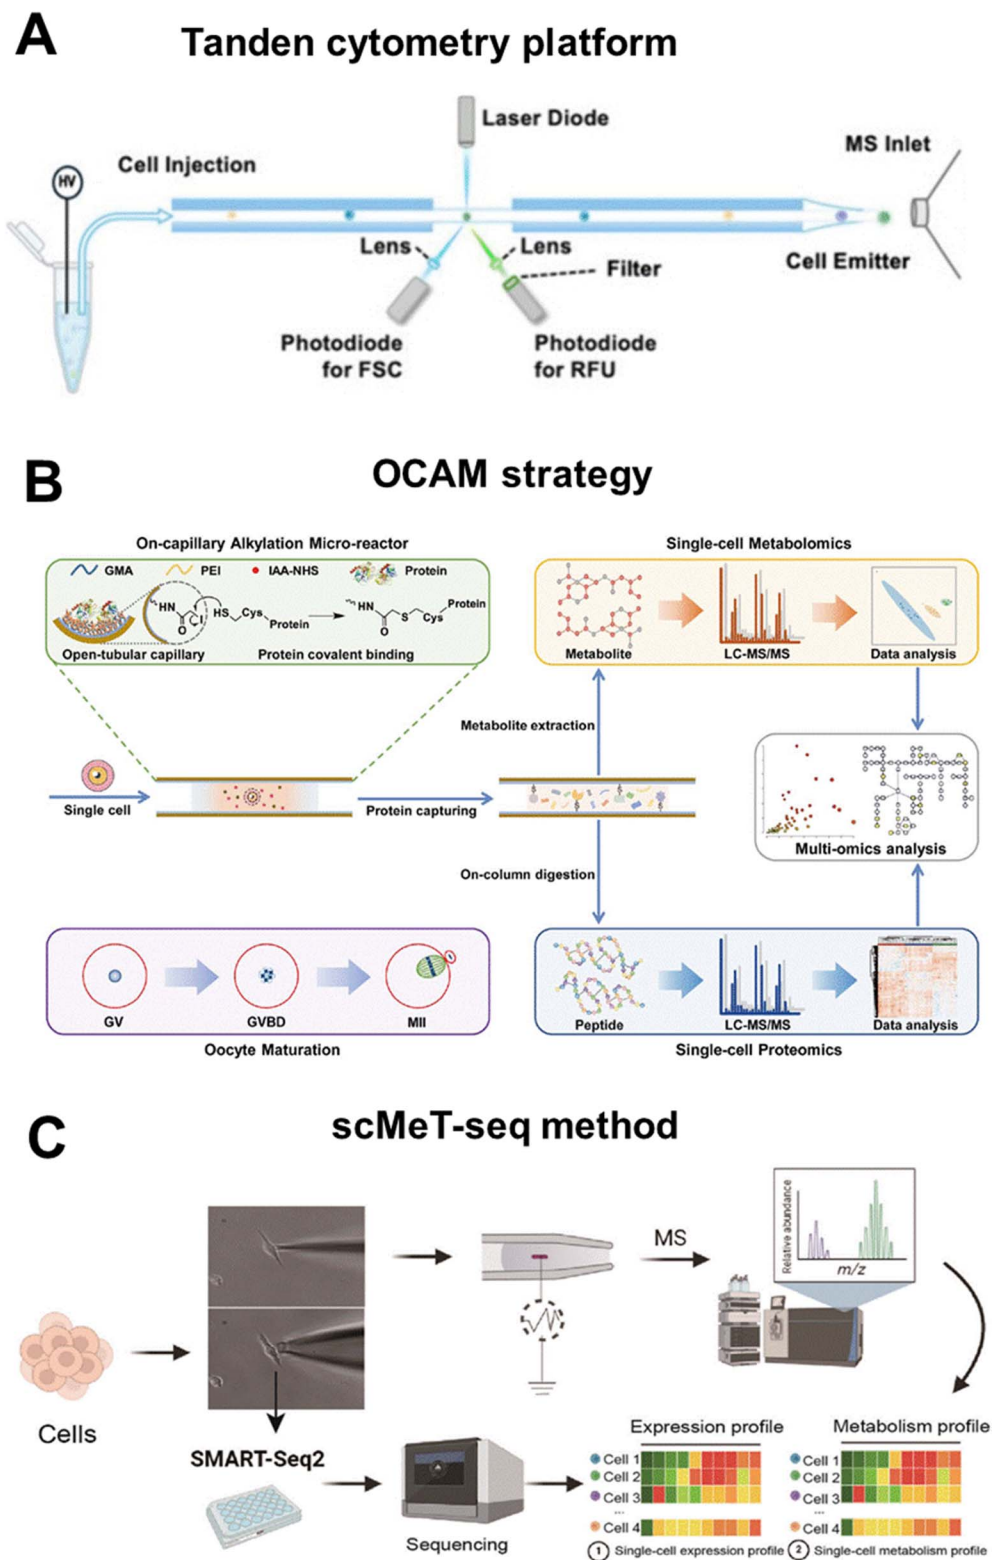 A
Tanden cytometry platform
Laser Diode
MS Inlet
Cell Injection
HV
Lens
Lens
Filter
Cell Emitter
Photodiode
for FSC
Photodiode
for RFU
B
OCAM strategy
On-capillary Alkylation Micro-reactor
GMA
PEI
IAA-NHS
Protein
HN
O
I
HS
Cys
Protein
HN
O
S
Cys
Protein
Open-tubular capillary
Protein covalent binding
Single-cell Metabolomics
Metabolite
LC-MS/MS
Data analysis
Metabolite extraction
Single cell
Protein capturing
Multi-omics analysis
On-column digestion
GV
GVBD
MII
Oocyte Maturation
Peptide
LC-MS/MS
Data analysis
Single-cell Proteomics
C
scMeT-seq method
Relative abundance
m/z
MS
Cells
SMART-Seq2
Sequencing
Expression profile
Cell 1
Cell 2
Cell 3
...
Cell 4
1 Single-cell expression profile
Metabolism profile
Cell 1
Cell 2
Cell 3
...
Cell 4
2 Single-cell metabolism profile